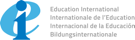 Education International
Internationale de l'Education
Internacional de la Educación
Bildungsinternationale